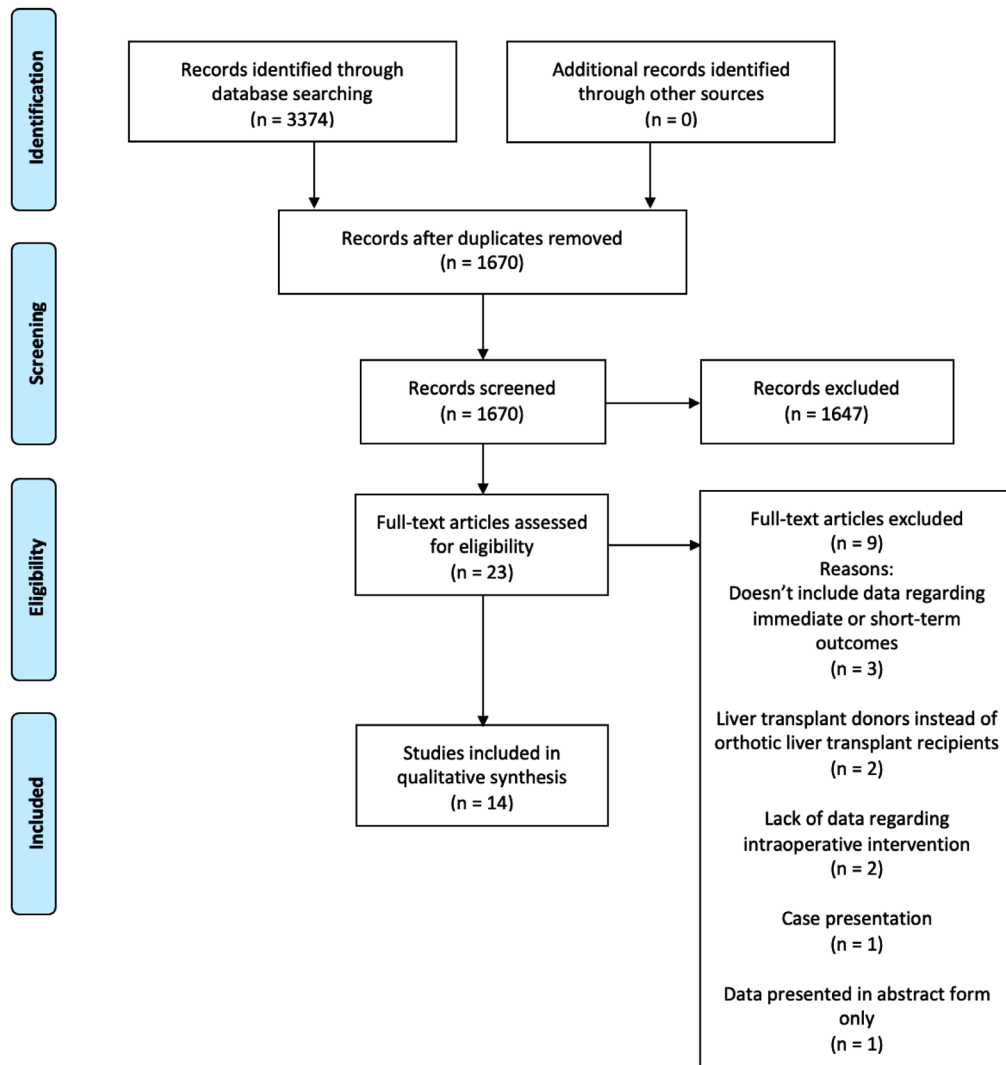 Identification
Records identified through
database searching
(n = 3374)
Additional records identified
through other sources
(n = 0)
Records after duplicates removed
(n = 1670)
Screening
Records screened
(n = 1670)
Records excluded
(n = 1647)
Eligibility
Full-text articles assessed
for eligibility
(n = 23)
Full-text articles excluded
(n = 9)
Reasons:
Doesn’t include data regarding
immediate or short-term
outcomes
(n = 3)
Liver transplant donors instead of
orthotic liver transplant recipients
(n = 2)
Lack of data regarding
intraoperative intervention
(n = 2)
Case presentation
(n = 1)
Data presented in abstract form
only
(n = 1)
Included
Studies included in
qualitative synthesis
(n = 14)